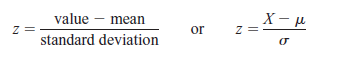 z = (value − mean) / (standard deviation) or z = (X − μ) / σ